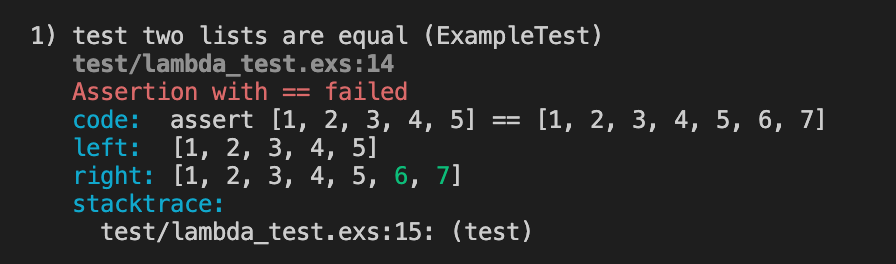 1) test two lists are equal (ExampleTest)
test/lambda_test.exs:14
Assertion with == failed
code:  assert [1, 2, 3, 4, 5] == [1, 2, 3, 4, 5, 6, 7]
left:  [1, 2, 3, 4, 5]
right: [1, 2, 3, 4, 5, 6, 7]
stacktrace:
test/lambda_test.exs:15: (test)